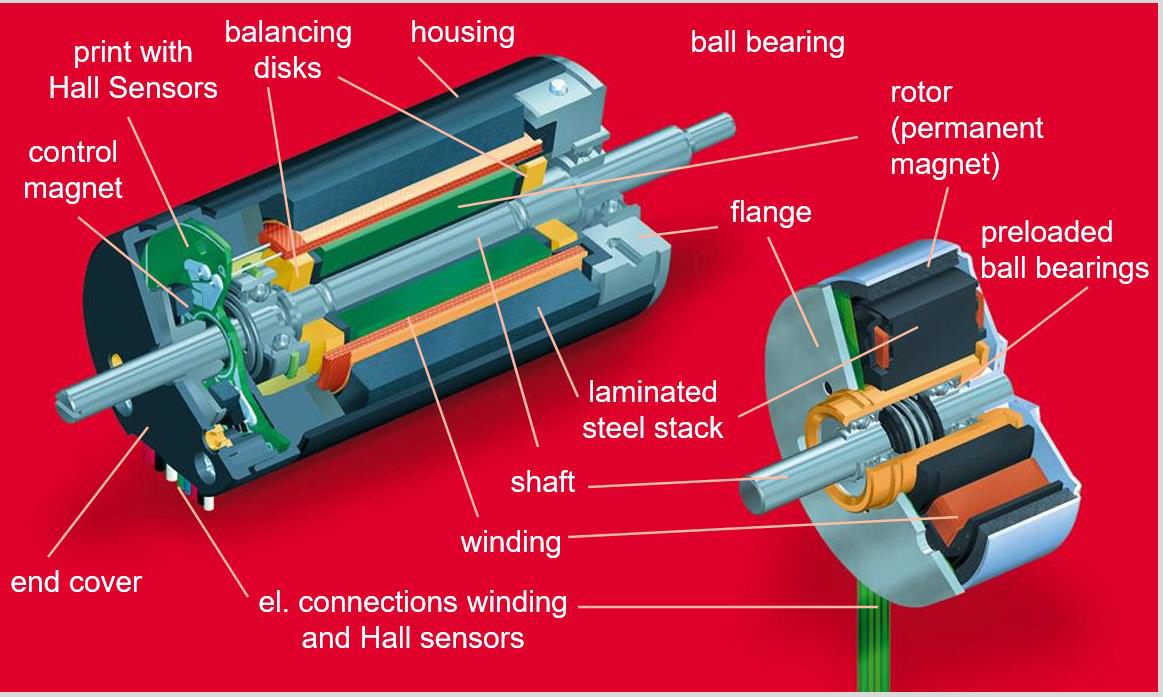 print with
Hall Sensors
balancing
disks
housing
ball bearing
control
magnet
rotor
(permanent
magnet)
flange
preloaded
ball bearings
laminated
steel stack
shaft
winding
end cover
el. connections winding
and Hall sensors